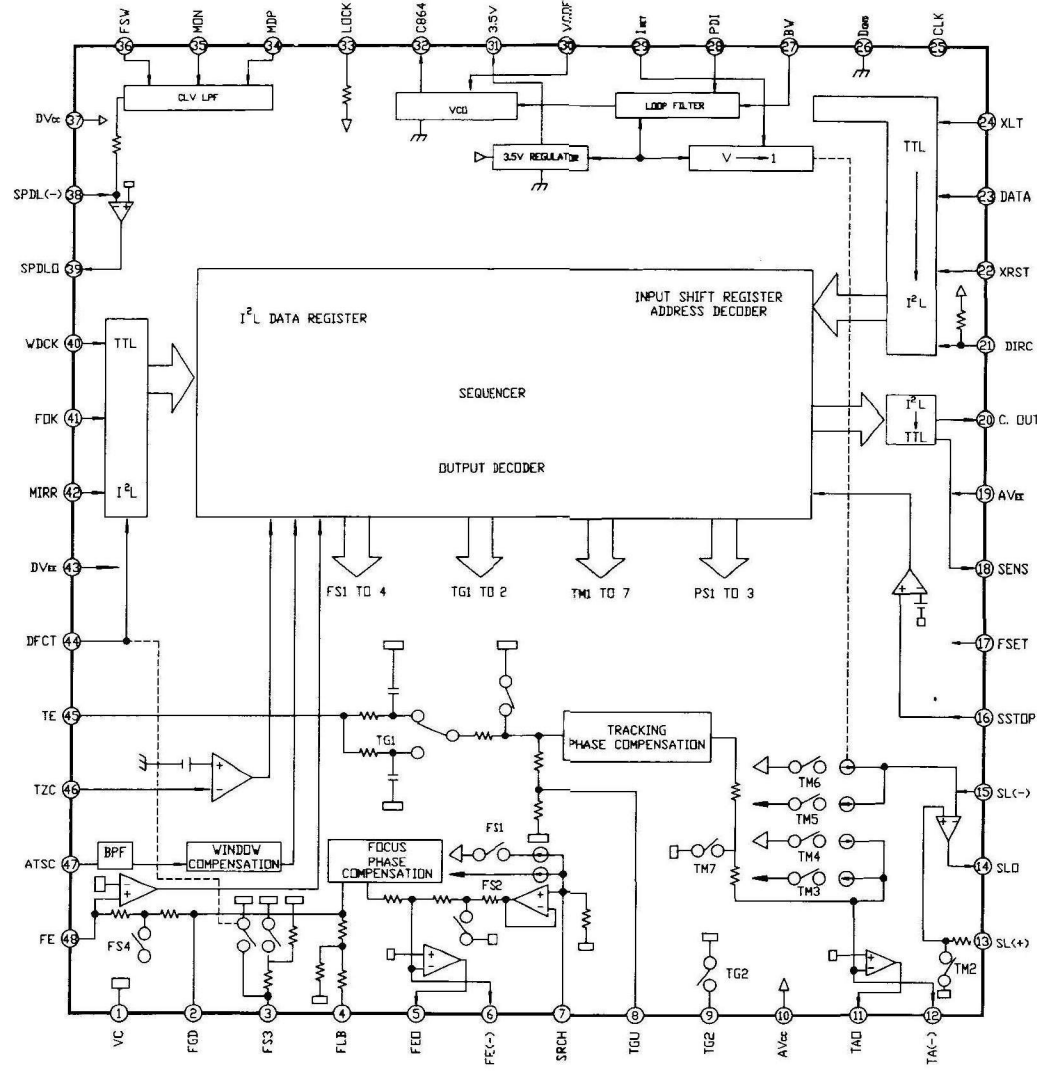 FSW MON MDP LOCK C864 3.5V VCOF ISET PDI BW DGND CLK
36 35 34 33 32 31 30 29 28 27 26 25
CLV LPF
VCO
LOOP FILTER
3.5V REGULATOR
V → 1
TTL
I²L
DVcc 37
SPDL(-) 38
SPDLO 39
24 XLT
23 DATA
22 XRST
21 DIRC
I²L DATA REGISTER
INPUT SHIFT REGISTER
ADDRESS DECODER
SEQUENCER
OUTPUT DECODER
WDCK 40
TTL
FOK 41
MIRR 42
I²L
DVEE 43
DFCT 44
I²L
TTL
20 C. OUT
19 AVEE
18 SENS
17 FSET
16 SSTOP
FS1 TO 4
TG1 TO 2
TM1 TO 7
PS1 TO 3
TE 45
TG1
TRACKING
PHASE COMPENSATION
TZC 46
TM6
TM5
TM4
TM3
TM7
15 SL(-)
14 SLO
13 SL(+)
TM2
ATSC 47
BPF
WINDOW
COMPENSATION
FOCUS
PHASE
COMPENSATION
FS1
FS2
FE 48
FS4
TG2
1 2 3 4 5 6 7 8 9 10 11 12
VC FGD FS3 FLB FEO FE(-) SRCH TGU TG2 AVcc TAO TA(-)